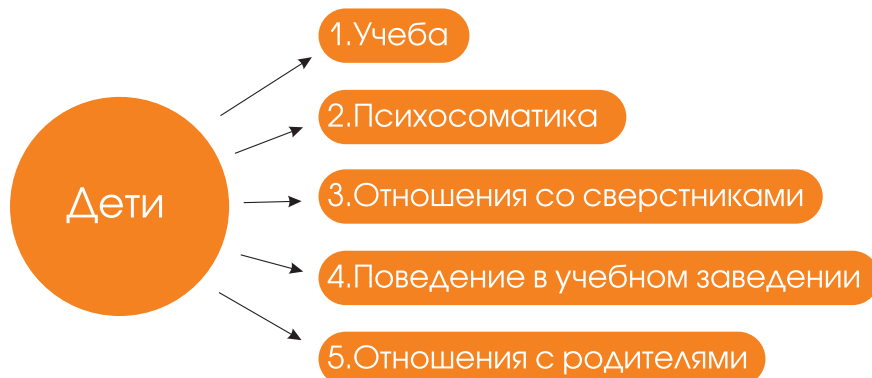 Дети
1.Учеба
2.Психосоматика
3.Отношения со сверстниками
4.Поведение в учебном заведении
5.Отношения с родителями